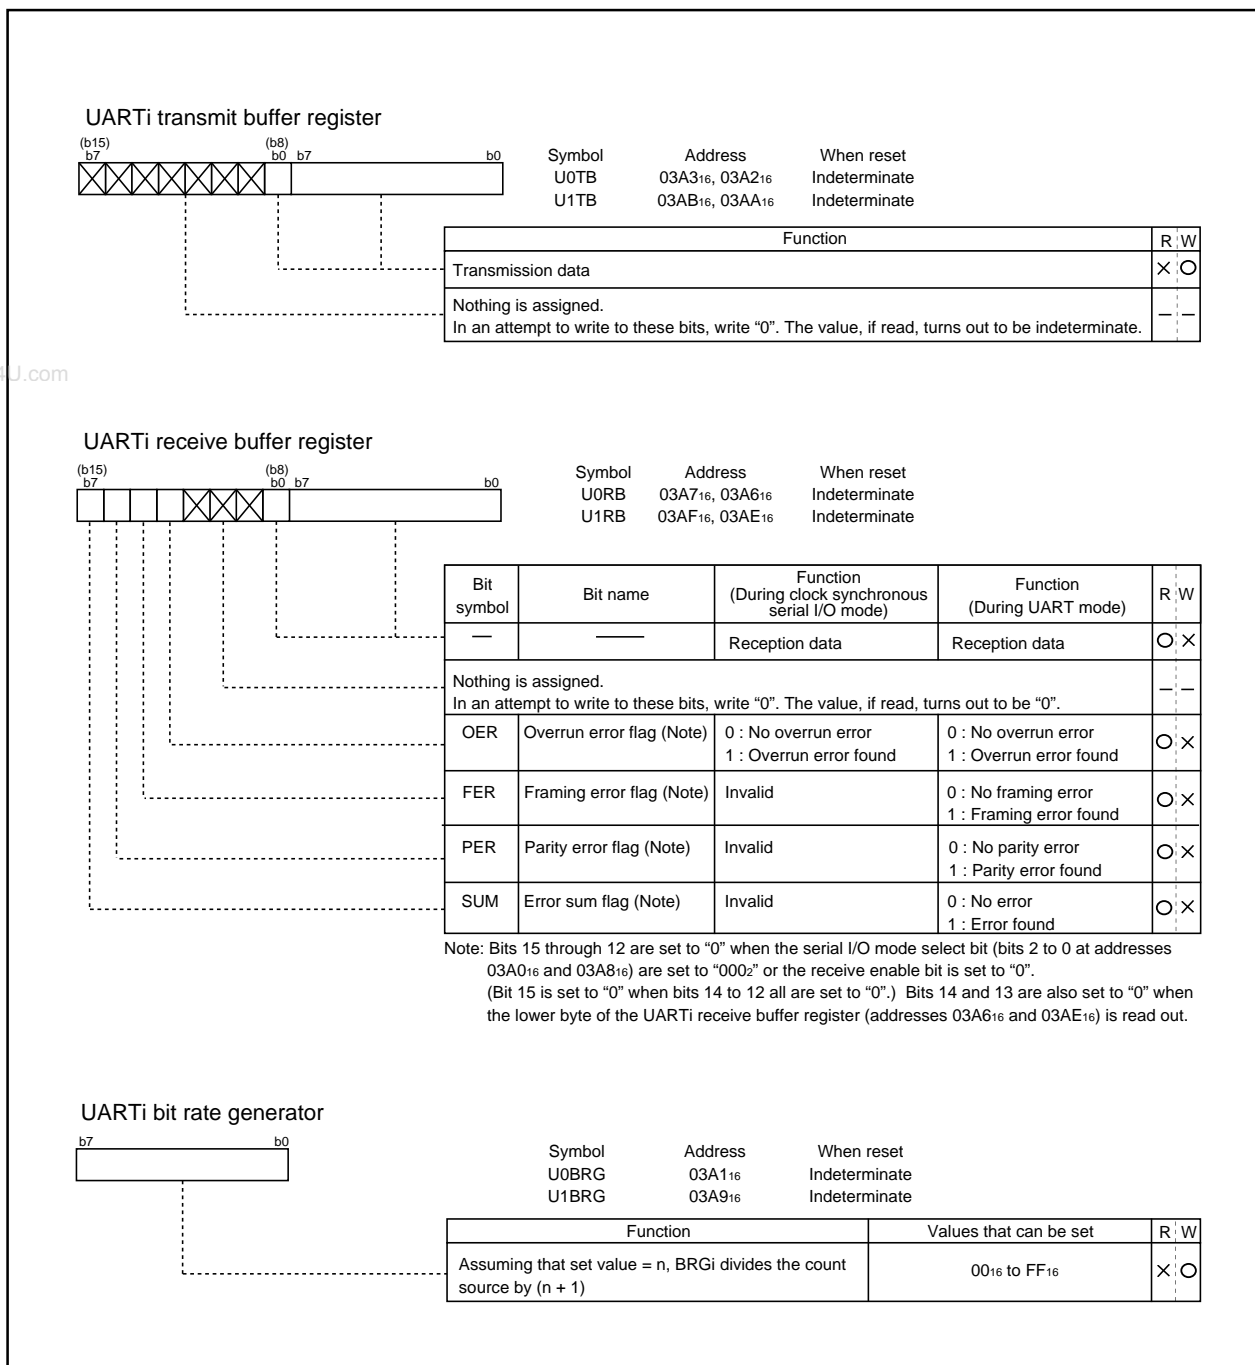 UARTi transmit buffer register
(b15) (b8)
b7 b0 b7 b0
Symbol Address When reset
U0TB 03A3₁₆, 03A2₁₆ Indeterminate
U1TB 03AB₁₆, 03AA₁₆ Indeterminate
Function R W
Transmission data × ○
Nothing is assigned.
In an attempt to write to these bits, write “0”. The value, if read, turns out to be indeterminate. – –
4U.com
UARTi receive buffer register
(b15) (b8)
b7 b0 b7 b0
Symbol Address When reset
U0RB 03A7₁₆, 03A6₁₆ Indeterminate
U1RB 03AF₁₆, 03AE₁₆ Indeterminate
Bit symbol Bit name Function (During clock synchronous serial I/O mode) Function (During UART mode) R W
— — Reception data Reception data ○ ×
Nothing is assigned.
In an attempt to write to these bits, write “0”. The value, if read, turns out to be “0”. – –
OER Overrun error flag (Note) 0 : No overrun error 0 : No overrun error ○ ×
1 : Overrun error found 1 : Overrun error found
FER Framing error flag (Note) Invalid 0 : No framing error ○ ×
1 : Framing error found
PER Parity error flag (Note) Invalid 0 : No parity error ○ ×
1 : Parity error found
SUM Error sum flag (Note) Invalid 0 : No error ○ ×
1 : Error found
Note: Bits 15 through 12 are set to “0” when the serial I/O mode select bit (bits 2 to 0 at addresses
03A0₁₆ and 03A8₁₆) are set to “000₂” or the receive enable bit is set to “0”.
(Bit 15 is set to “0” when bits 14 to 12 all are set to “0”.) Bits 14 and 13 are also set to “0” when
the lower byte of the UARTi receive buffer register (addresses 03A6₁₆ and 03AE₁₆) is read out.
UARTi bit rate generator
b7 b0
Symbol Address When reset
U0BRG 03A1₁₆ Indeterminate
U1BRG 03A9₁₆ Indeterminate
Function Values that can be set R W
Assuming that set value = n, BRGi divides the count 00₁₆ to FF₁₆ × ○
source by (n + 1)